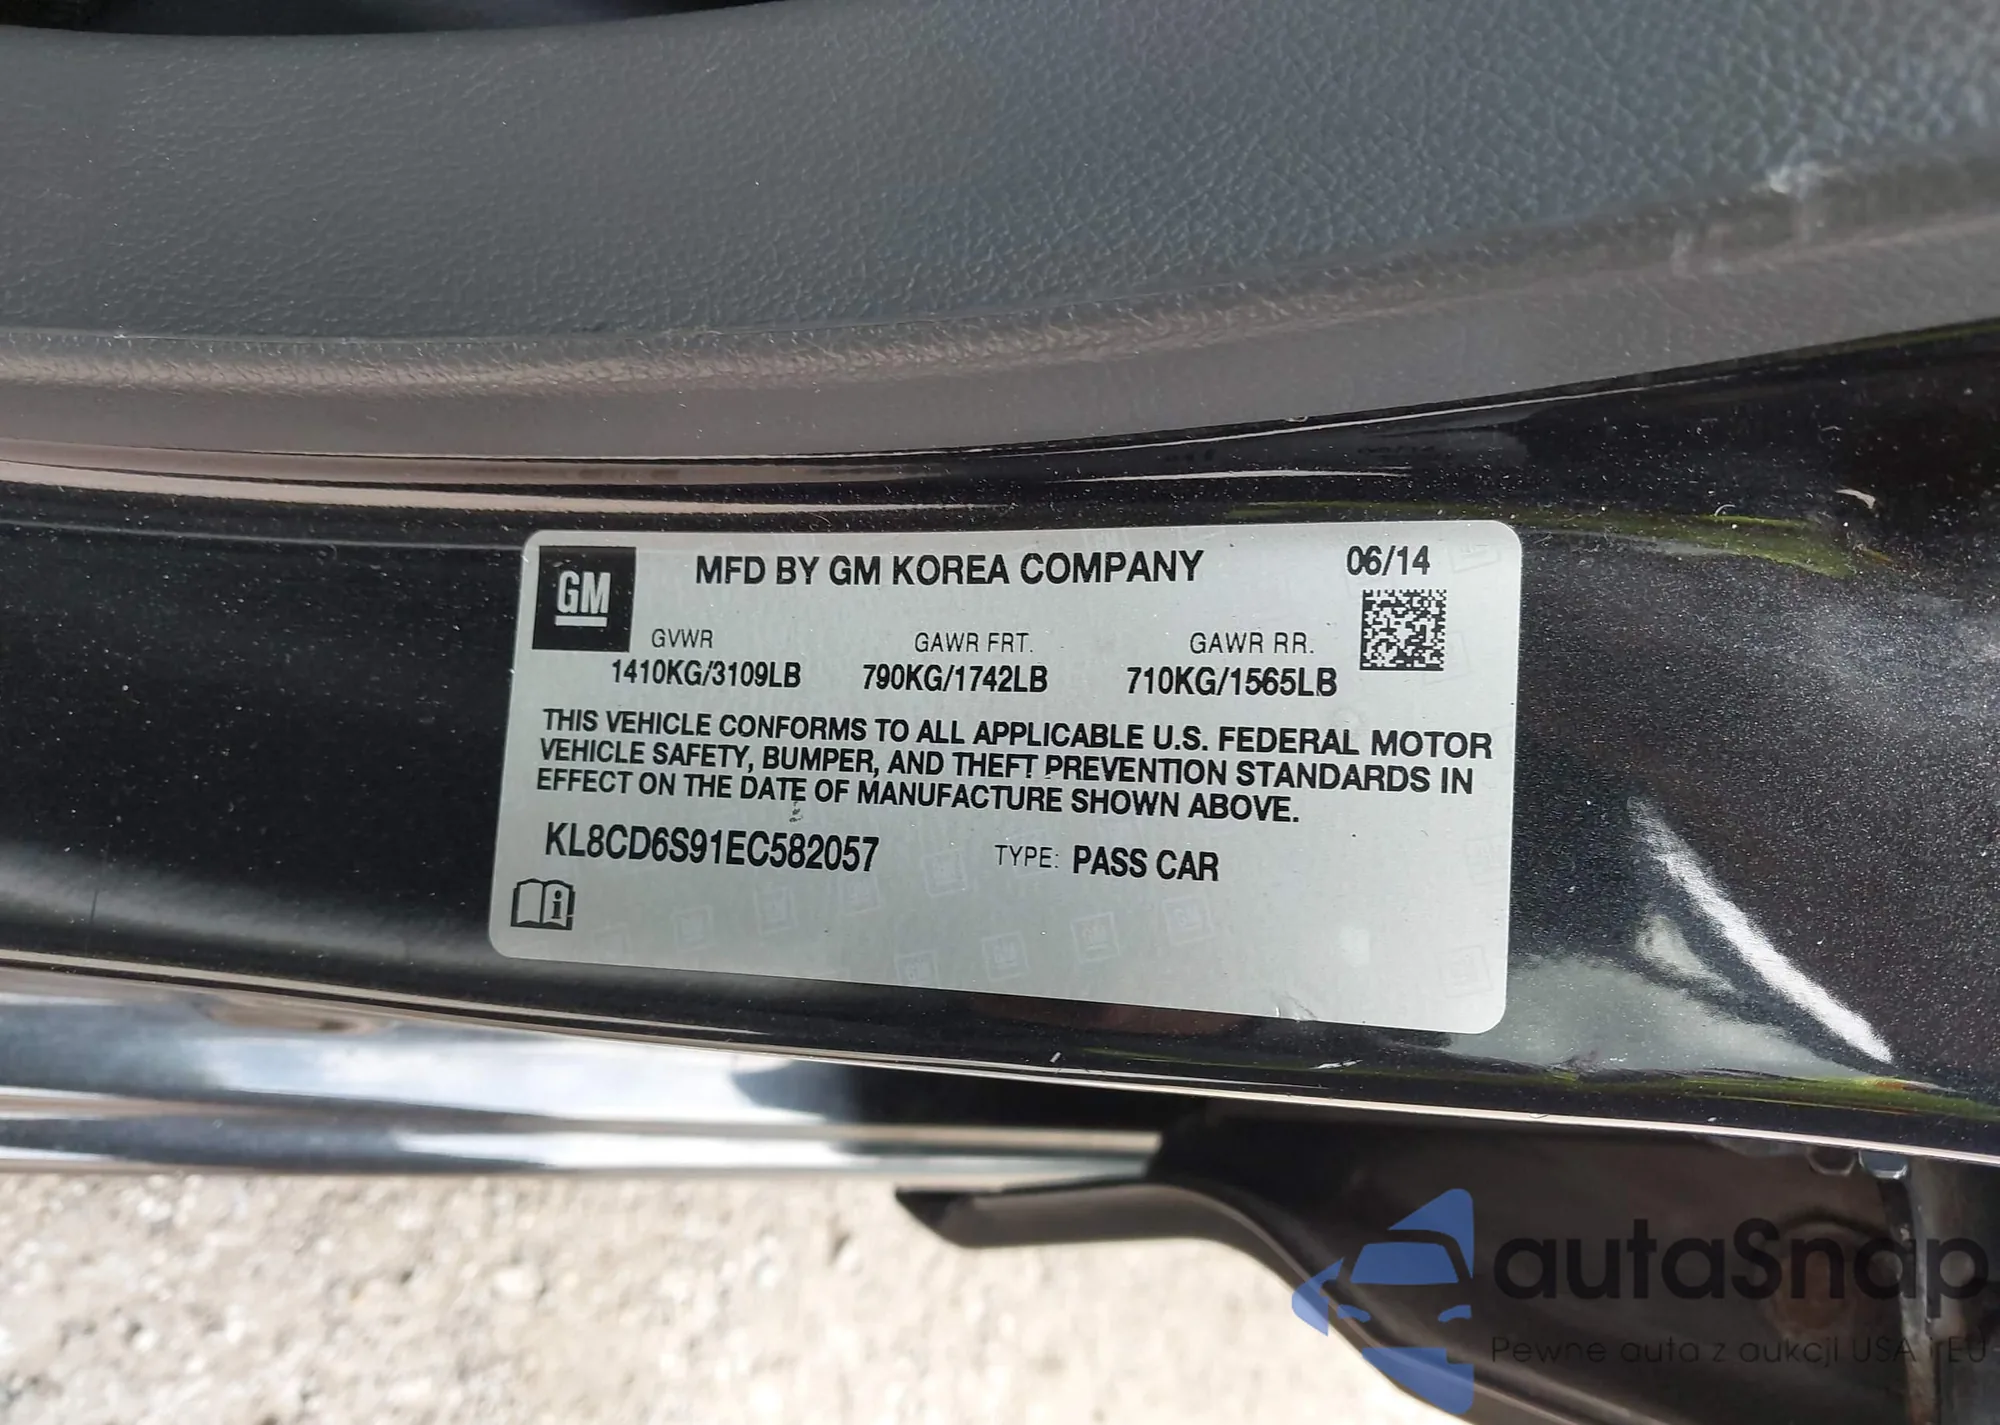 GM
MFD BY GM KOREA COMPANY
06/14
GVWR
GAWR FRT.
GAWR RR.
1410KG/3109LB
790KG/1742LB
710KG/1565LB
THIS VEHICLE CONFORMS TO ALL APPLICABLE U.S. FEDERAL MOTOR
VEHICLE SAFETY, BUMPER, AND THEFT PREVENTION STANDARDS IN
EFFECT ON THE DATE OF MANUFACTURE SHOWN ABOVE.
KL8CD6S91EC582057
TYPE: PASS CAR
autaSnap
Pewne auta z aukcji USA i EU